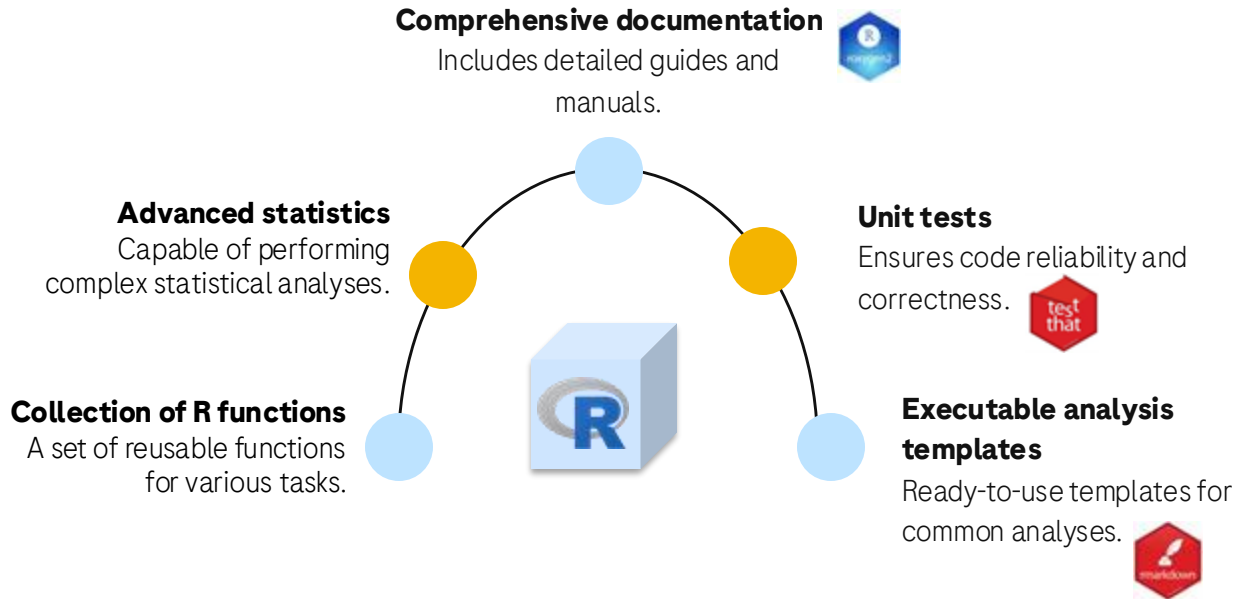 Comprehensive documentation
Includes detailed guides and
manuals.
R
roxygen2
Advanced statistics
Capable of performing
complex statistical analyses.
Unit tests
Ensures code reliability and
correctness.
test
that
Collection of R functions
A set of reusable functions
for various tasks.
R
Executable analysis
templates
Ready-to-use templates for
common analyses.
rmarkdown